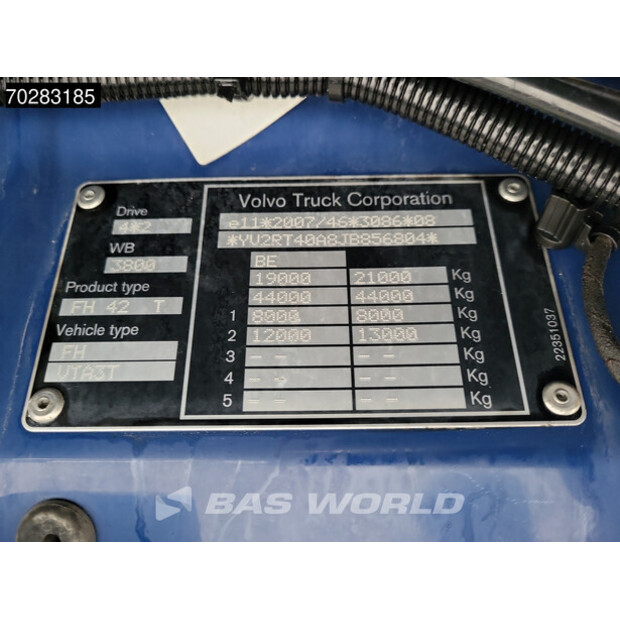 70283185
Volvo Truck Corporation
Drive
4*2
e11*2007/46*3086*08
*YV2RT40A8JB856804*
WB
3800
BE
Product type
19000 21000 Kg
FH 42 T
44000 44000 Kg
Vehicle type
1 8000 8000 Kg
FH
2 12000 13000 Kg
VTA3T
3 - - - - Kg
4 - - - - Kg
5 - - - - Kg
22351037
BAS WORLD